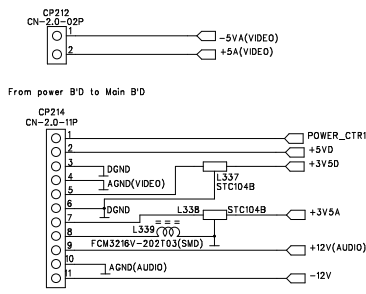 CP212
CN-2.0-02P
1
-5VA(VIDEO)
2
+5A(VIDEO)
From power B'D to Main B'D
CP214
CN-2.0-11P
1
POWER_CTR1
2
+5VD
3
DGND
+3V5D
4
AGND(VIDEO)
L337
STC104B
5
6
DGND
L338
STC104B
7
+3V5A
L339
8
FCM3216V-202T03(SMD)
9
+12V(AUDIO)
10
AGND(AUDIO)
11
-12V